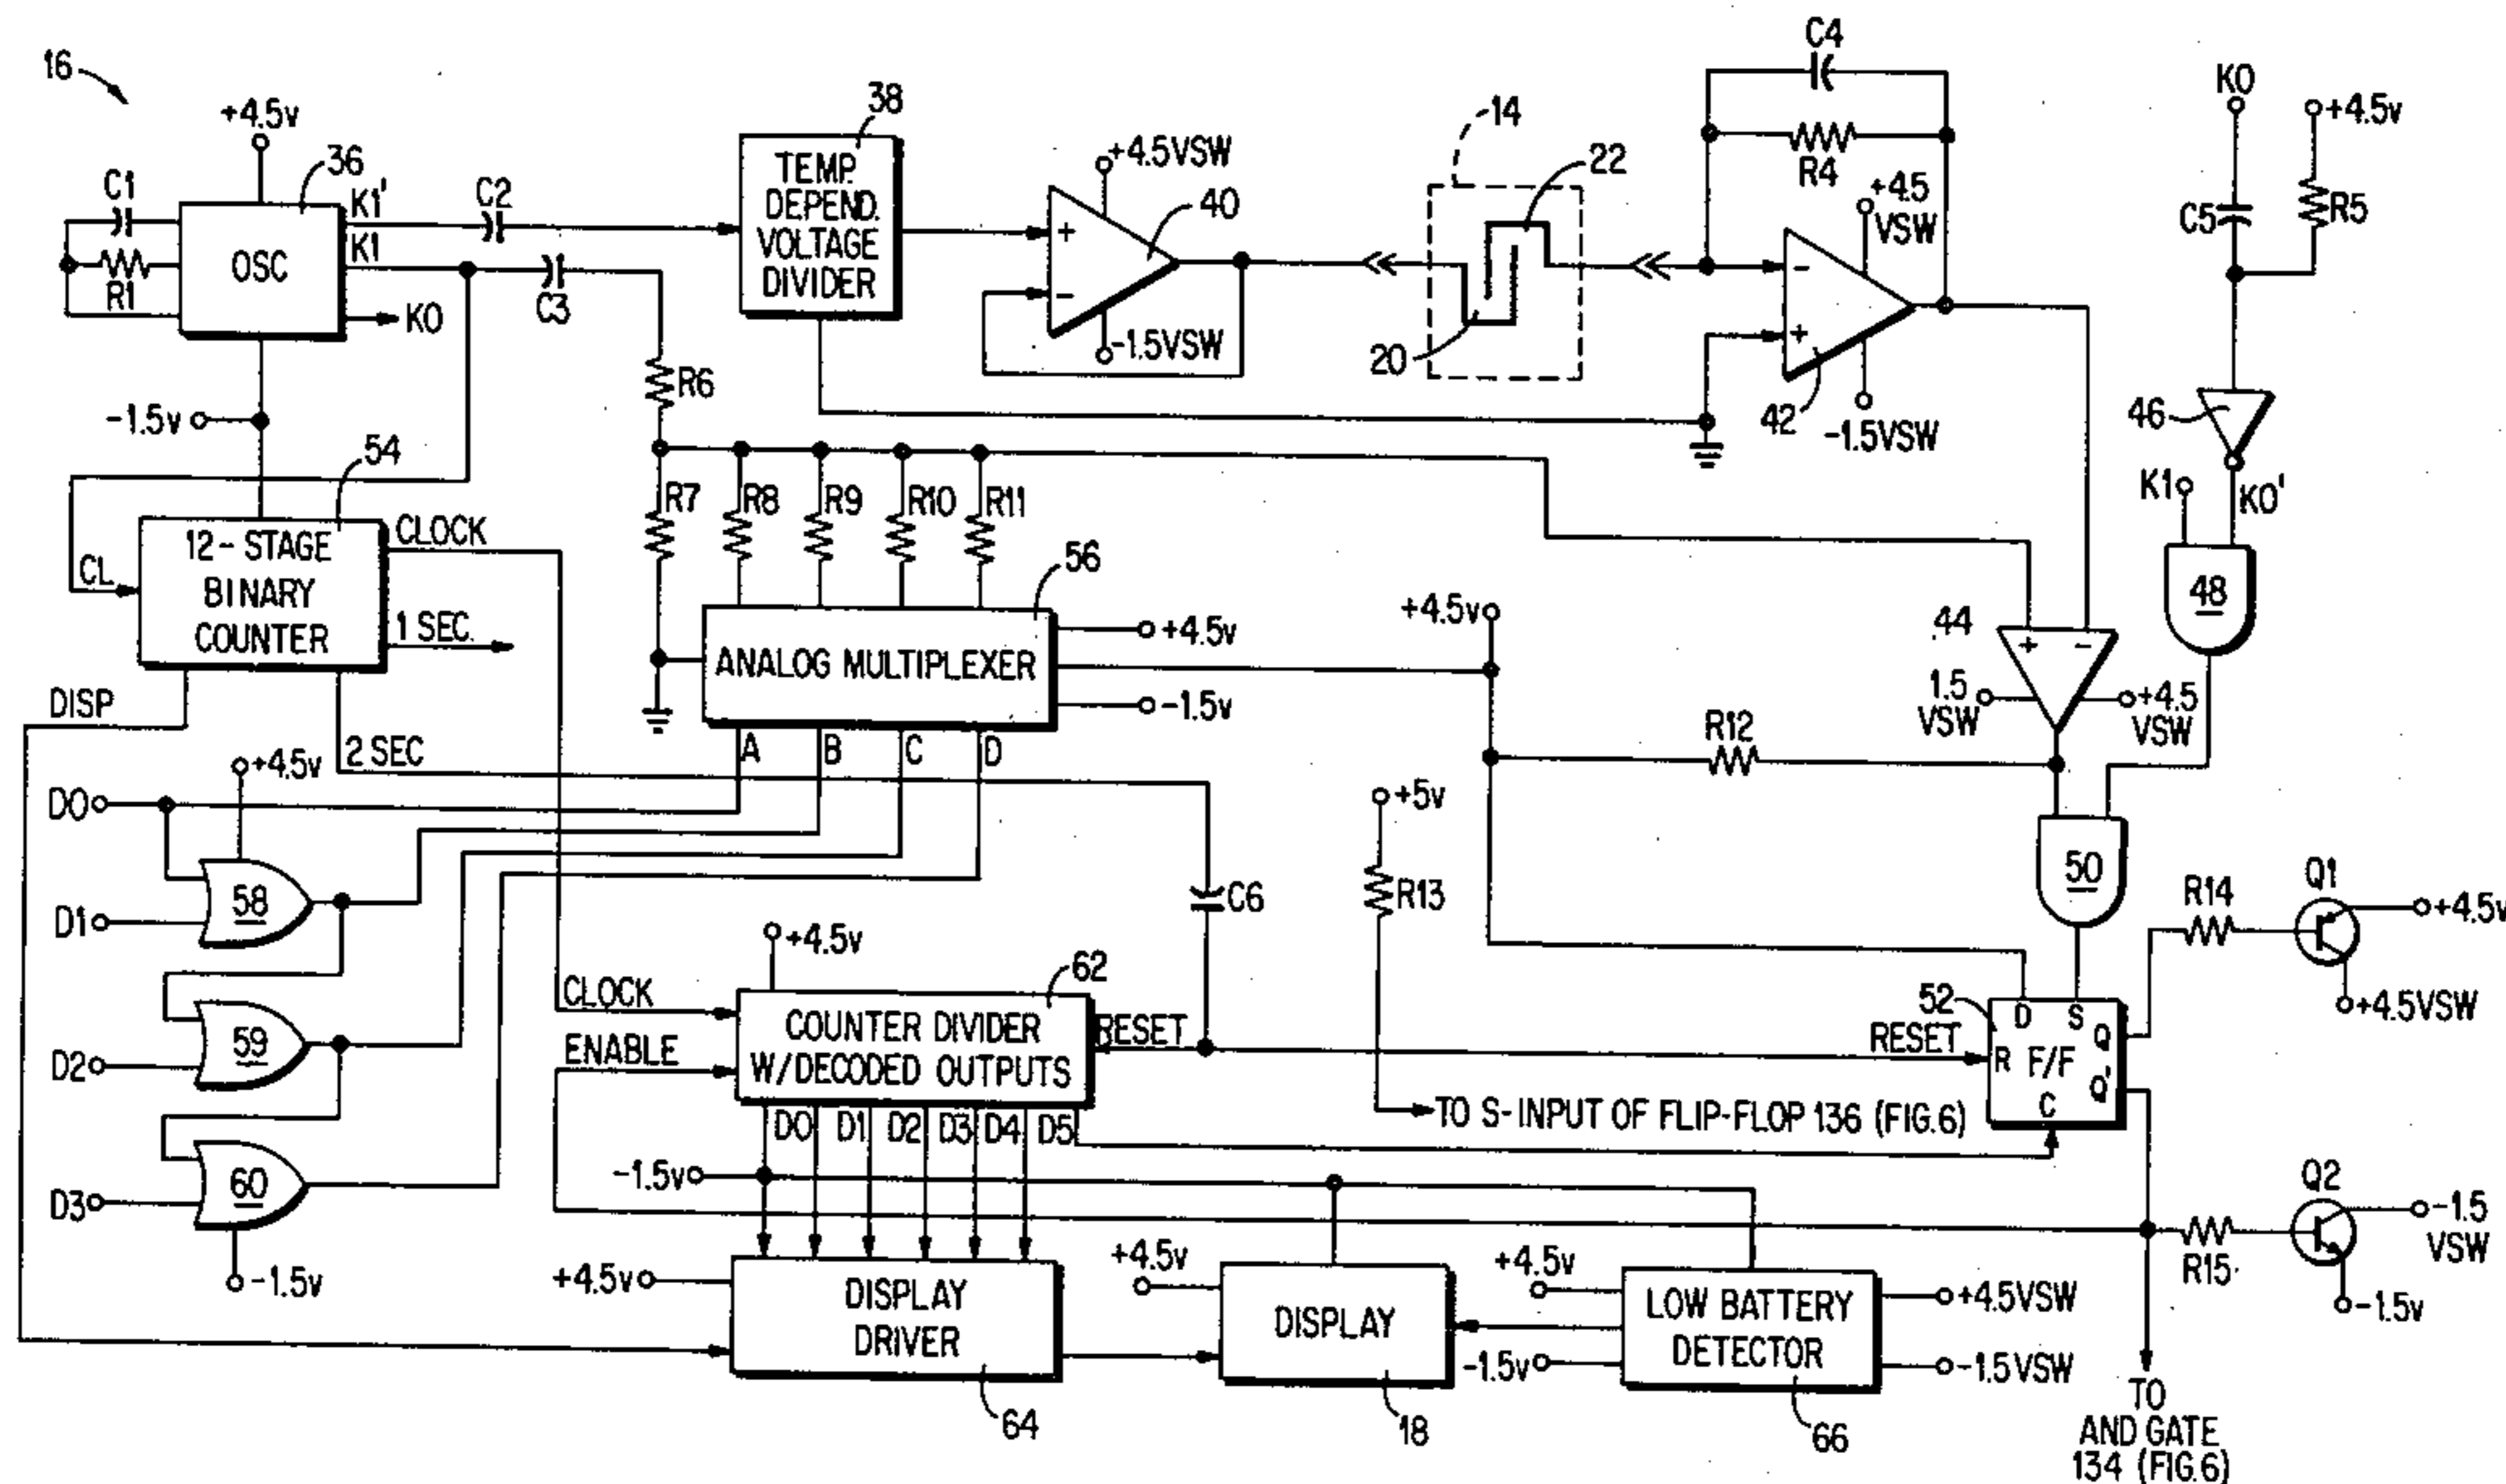 16
+4.5v
36
C1
R1
OSC
K1'
K1
K0
C2
C3
38
TEMP.
DEPEND.
VOLTAGE
DIVIDER
+4.5VSW
40
-1.5VSW
14
22
20
C4
R4
+4.5
VSW
42
-1.5VSW
K0
+4.5v
C5
R5
46
K1
K0'
48
-1.5v
54
R6
R7
R8
R9
R10
R11
12-STAGE
BINARY
COUNTER
CL
CLOCK
1 SEC.
DISP
2 SEC
56
ANALOG MULTIPLEXER
+4.5v
-1.5v
A
B
C
D
+4.5v
44
+
-
1.5
VSW
+4.5
VSW
R12
50
D0
+4.5v
D1
58
D2
59
D3
60
-1.5v
+5v
R13
C6
TO S-INPUT OF FLIP-FLOP 136 (FIG.6)
+4.5v
62
CLOCK
ENABLE
COUNTER DIVIDER
W/DECODED OUTPUTS
RESET
RESET
D0
D1
D2
D3
D4
D5
52
D
S
Q
R
F/F
Q'
C
R14
Q1
+4.5v
+4.5VSW
Q2
-1.5
VSW
R15
-1.5v
-1.5v
+4.5v
DISPLAY
DRIVER
64
+4.5v
DISPLAY
18
+4.5v
-1.5v
LOW BATTERY
DETECTOR
66
+4.5VSW
-1.5VSW
TO
AND GATE
134 (FIG.6)